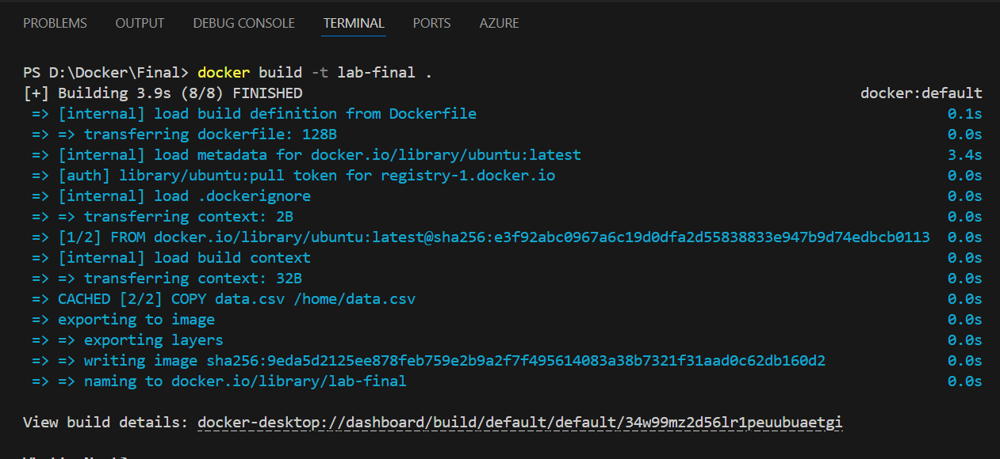 PROBLEMS OUTPUT DEBUG CONSOLE TERMINAL PORTS AZURE
PS D:\Docker\Final> docker build -t lab-final .
[+] Building 3.9s (8/8) FINISHED docker:default
=> [internal] load build definition from Dockerfile 0.1s
=> => transferring dockerfile: 128B 0.0s
=> [internal] load metadata for docker.io/library/ubuntu:latest 3.4s
=> [auth] library/ubuntu:pull token for registry-1.docker.io 0.0s
=> [internal] load .dockerignore 0.0s
=> => transferring context: 2B 0.0s
=> [1/2] FROM docker.io/library/ubuntu:latest@sha256:e3f92abc0967a6c19d0dfa2d55838833e947b9d74edbcb0113 0.0s
=> [internal] load build context 0.0s
=> => transferring context: 32B 0.0s
=> CACHED [2/2] COPY data.csv /home/data.csv 0.0s
=> exporting to image 0.0s
=> => exporting layers 0.0s
=> => writing image sha256:9eda5d2125ee878feb759e2b9a2f7f495614083a38b7321f31aad0c62db160d2 0.0s
=> => naming to docker.io/library/lab-final 0.0s
View build details: docker-desktop://dashboard/build/default/default/34w99mz2d56lr1peuubuaetgi